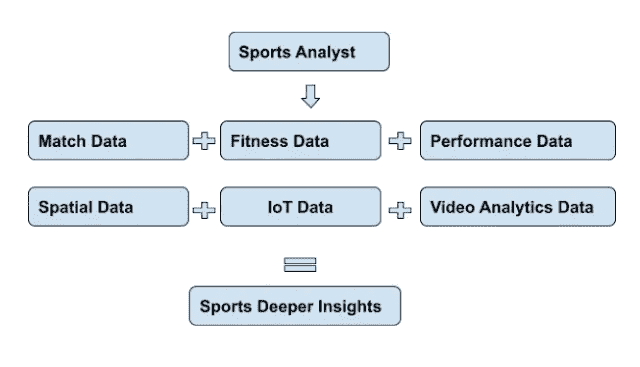 Sports Analyst
Match Data
Fitness Data
Performance Data
Spatial Data
IoT Data
Video Analytics Data
Sports Deeper Insights